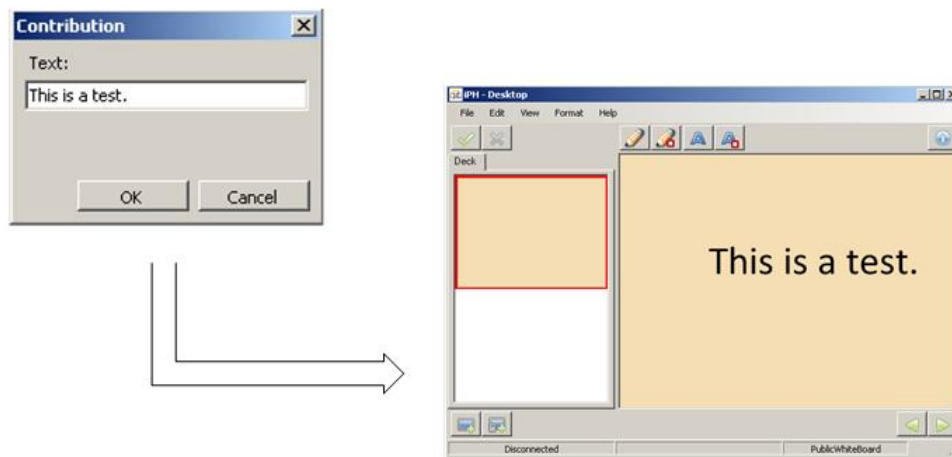 Contribution
Text:
This is a test.
OK Cancel
iPH - Desktop
File Edit View Format Help
Deck
This is a test.
Disconnected PublicWhiteBoard